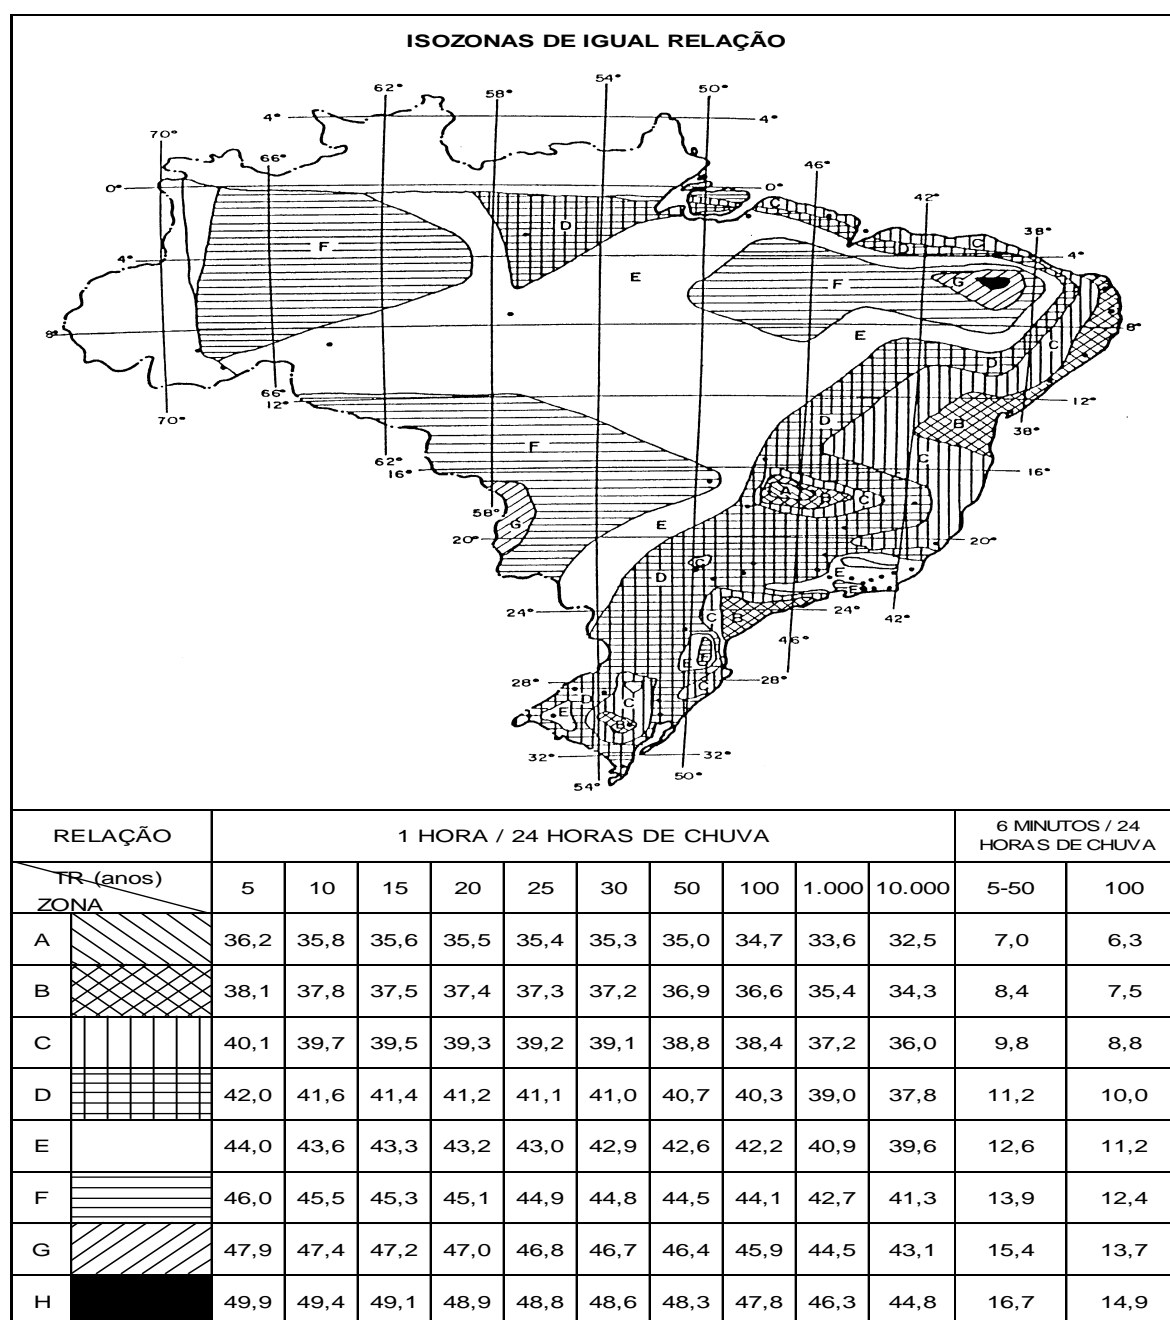 ISOZONAS DE IGUAL RELAÇÃO
54°
62° 58° 50°
4° 4°
70°
66° 46°
0° 0°
C 42°
D C 38°
F D
4° E D 4°
G
F
8° E 8°
C
D
66°
12° 12°
70° B 38°
D
F
62° C
16° 16°
A B C
58° G E
20° 20°
C E
D
E
24° C B 24° 42°
46°
E F
28° C 28°
D C
E
B
32° 32°
50°
54°
RELAÇÃO 1 HORA / 24 HORAS DE CHUVA 6 MINUTOS / 24 HORAS DE CHUVA
TR (anos)
ZONA
5 10 15 20 25 30 50 100 1.000 10.000 5-50 100
A 36,2 35,8 35,6 35,5 35,4 35,3 35,0 34,7 33,6 32,5 7,0 6,3
B 38,1 37,8 37,5 37,4 37,3 37,2 36,9 36,6 35,4 34,3 8,4 7,5
C 40,1 39,7 39,5 39,3 39,2 39,1 38,8 38,4 37,2 36,0 9,8 8,8
D 42,0 41,6 41,4 41,2 41,1 41,0 40,7 40,3 39,0 37,8 11,2 10,0
E 44,0 43,6 43,3 43,2 43,0 42,9 42,6 42,2 40,9 39,6 12,6 11,2
F 46,0 45,5 45,3 45,1 44,9 44,8 44,5 44,1 42,7 41,3 13,9 12,4
G 47,9 47,4 47,2 47,0 46,8 46,7 46,4 45,9 44,5 43,1 15,4 13,7
H 49,9 49,4 49,1 48,9 48,8 48,6 48,3 47,8 46,3 44,8 16,7 14,9